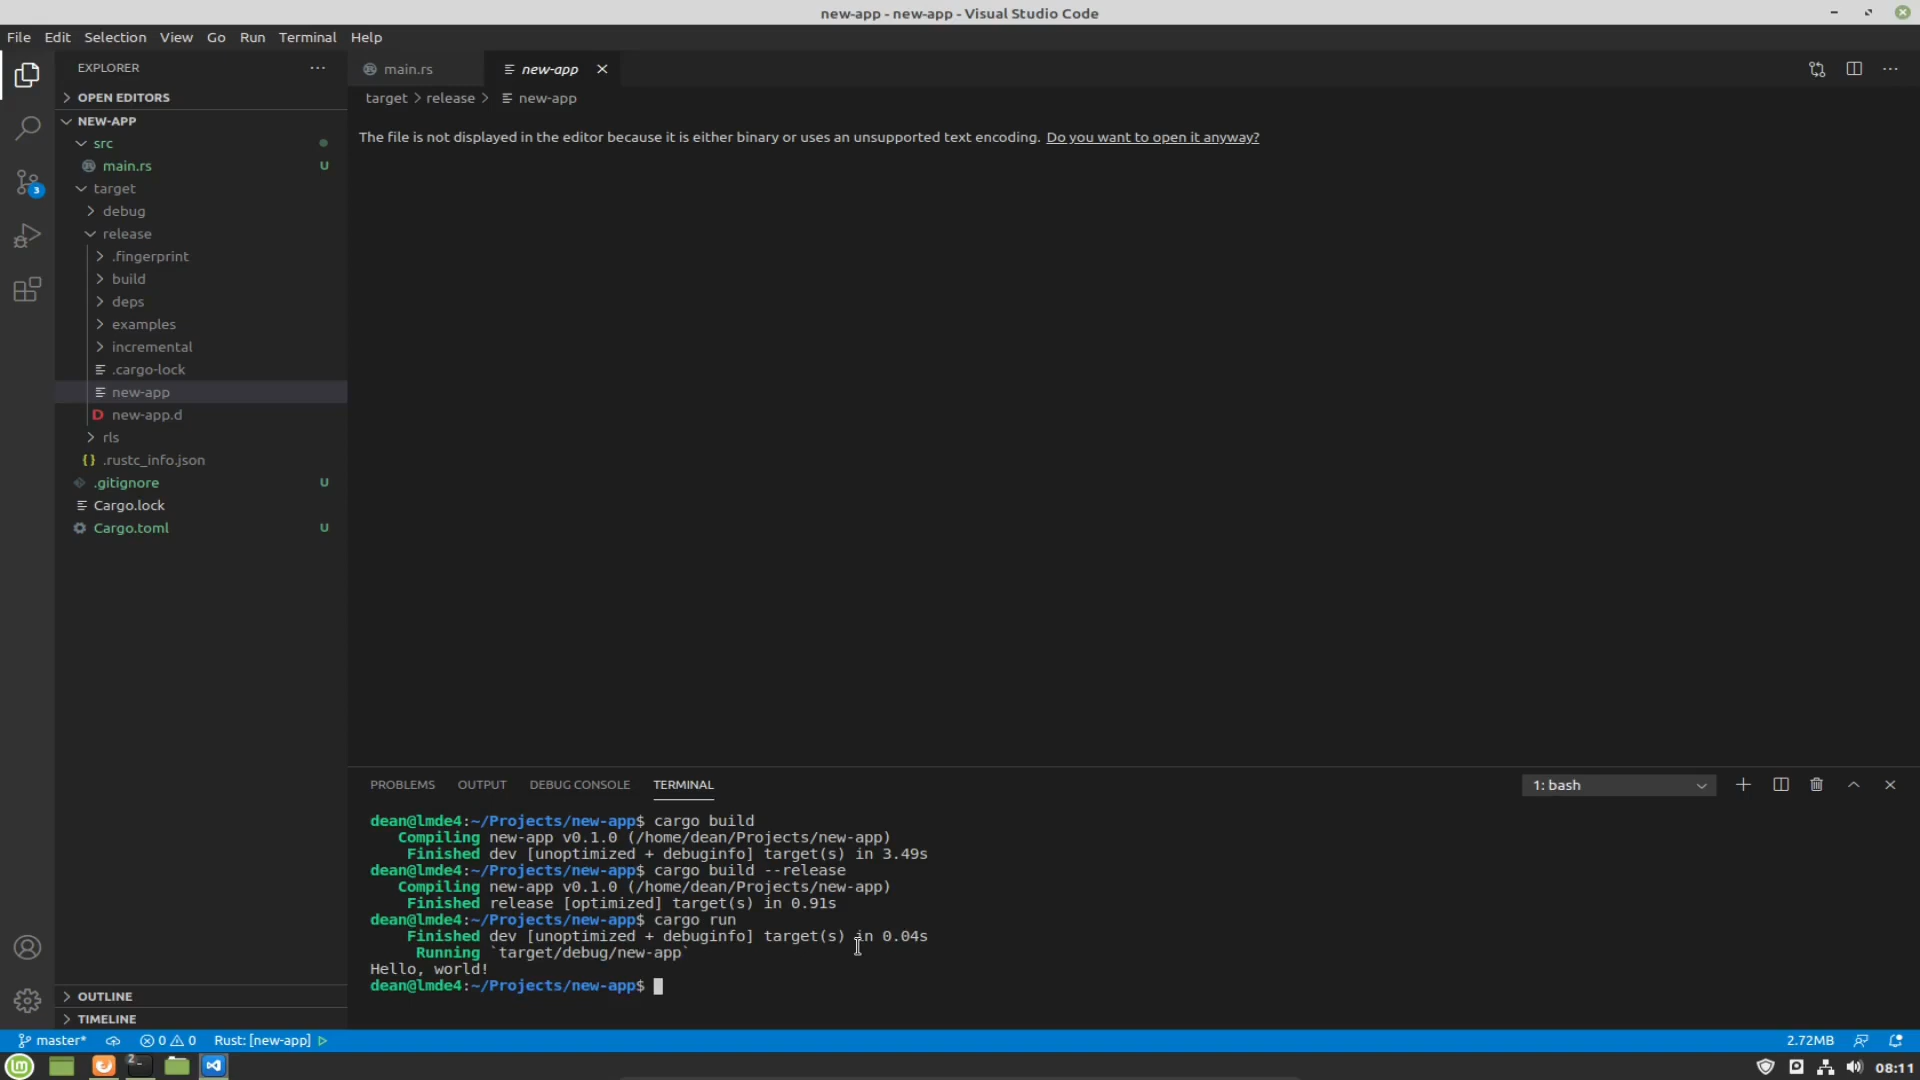 new-app - new-app - Visual Studio Code
File Edit Selection View Go Run Terminal Help
EXPLORER
OPEN EDITORS
NEW-APP
src
main.rs U
target
debug
release
.fingerprint
build
deps
examples
incremental
.cargo-lock
new-app
D new-app.d
rls
{} .rustc_info.json
.gitignore U
Cargo.lock
Cargo.toml U
OUTLINE
TIMELINE
3
main.rs new-app
target > release > new-app
The file is not displayed in the editor because it is either binary or uses an unsupported text encoding. Do you want to open it anyway?
PROBLEMS OUTPUT DEBUG CONSOLE TERMINAL
1: bash
dean@lmde4:~/Projects/new-app$ cargo build
Compiling new-app v0.1.0 (/home/dean/Projects/new-app)
Finished dev [unoptimized + debuginfo] target(s) in 3.49s
dean@lmde4:~/Projects/new-app$ cargo build --release
Compiling new-app v0.1.0 (/home/dean/Projects/new-app)
Finished release [optimized] target(s) in 0.91s
dean@lmde4:~/Projects/new-app$ cargo run
Finished dev [unoptimized + debuginfo] target(s) in 0.04s
Running `target/debug/new-app`
Hello, world!
dean@lmde4:~/Projects/new-app$
master* 0 0 Rust: [new-app] 2.72MB
2 08:11